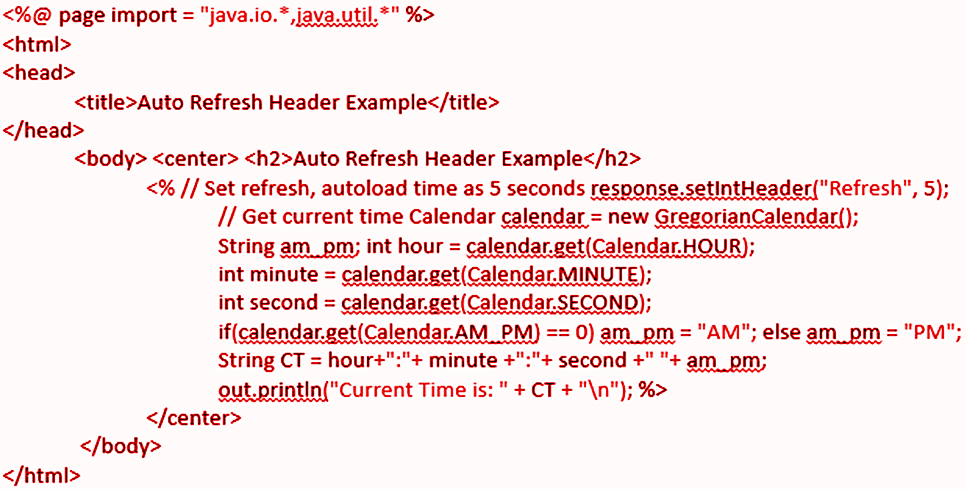 <%@ page import = "java.io.*,java.util.*" %>
<html>
<head>
<title>Auto Refresh Header Example</title>
</head>
<body> <center> <h2>Auto Refresh Header Example</h2>
<% // Set refresh, autoload time as 5 seconds response.setIntHeader("Refresh", 5);
// Get current time Calendar calendar = new GregorianCalendar();
String am_pm; int hour = calendar.get(Calendar.HOUR);
int minute = calendar.get(Calendar.MINUTE);
int second = calendar.get(Calendar.SECOND);
if(calendar.get(Calendar.AM_PM) == 0) am_pm = "AM"; else am_pm = "PM";
String CT = hour+":"+ minute +":"+ second +" "+ am_pm;
out.println("Current Time is: " + CT + "\n"); %>
</center>
</body>
</html>